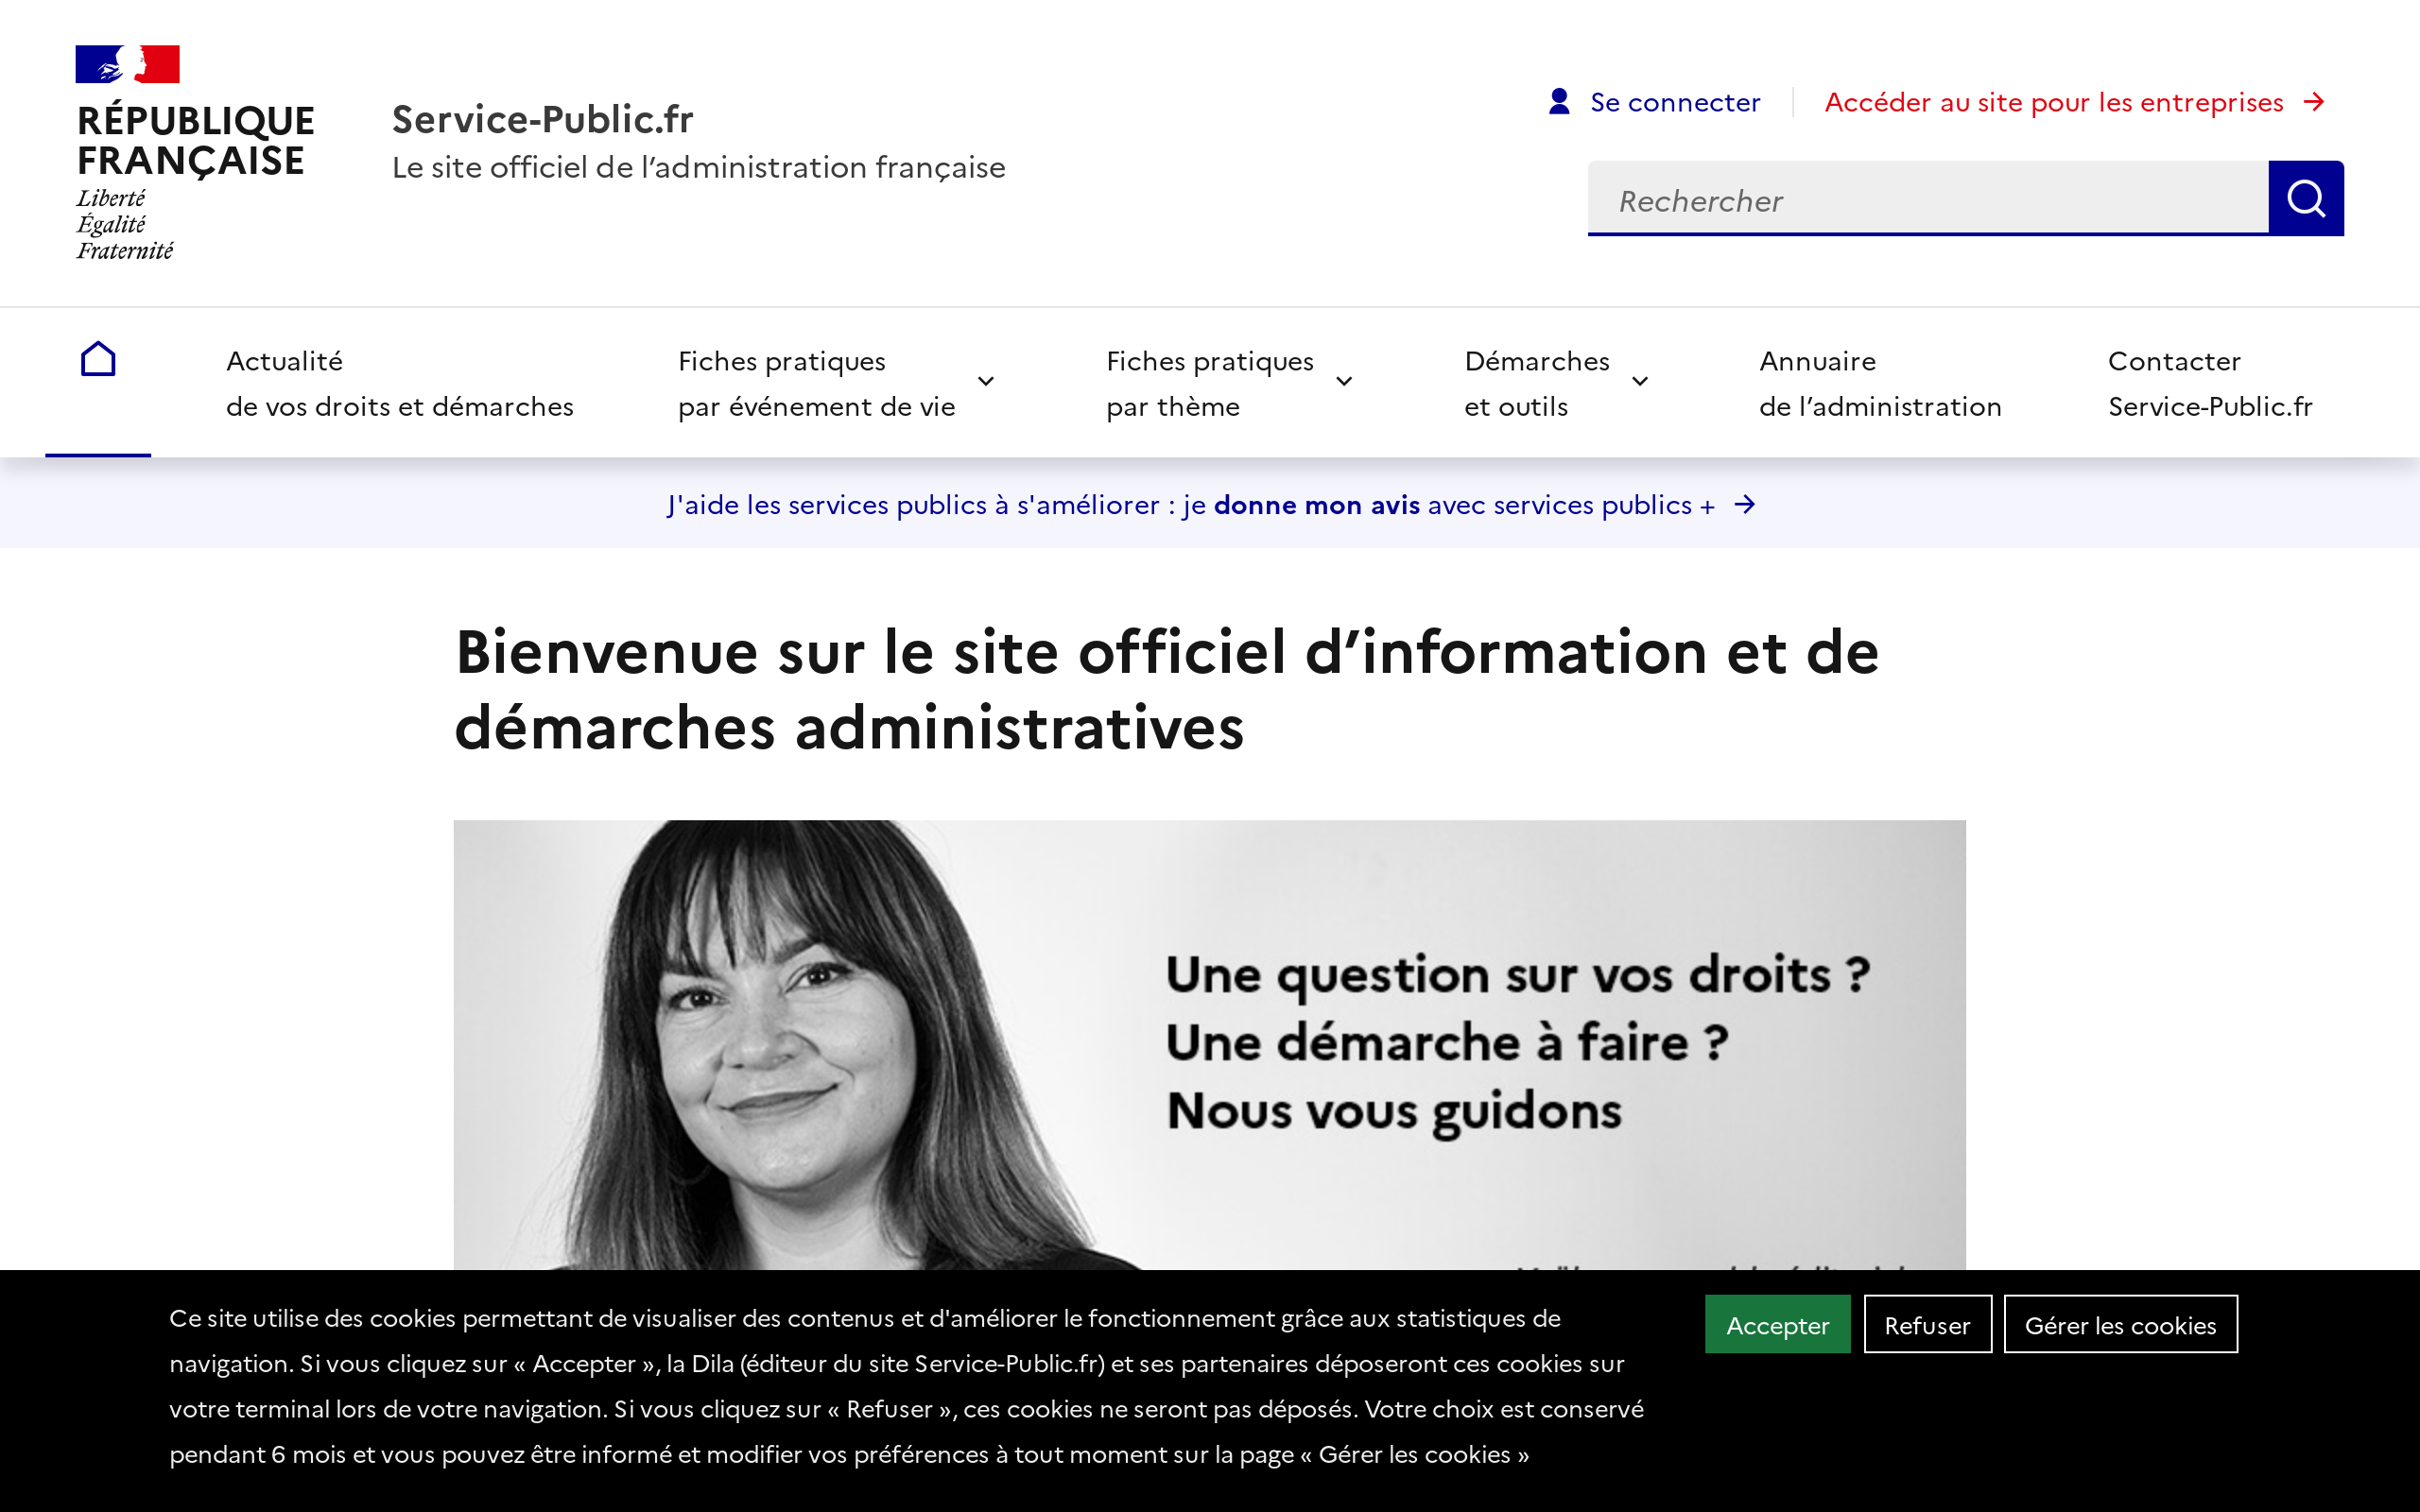 RÉPUBLIQUE
FRANÇAISE
Liberté
Égalité
Fraternité
Service-Public.fr
Le site officiel de l’administration française
Se connecter
Accéder au site pour les entreprises
Rechercher
Actualité
de vos droits et démarches
Fiches pratiques
par événement de vie
Fiches pratiques
par thème
Démarches
et outils
Annuaire
de l’administration
Contacter
Service-Public.fr
J'aide les services publics à s'améliorer : je donne mon avis avec services publics +
Bienvenue sur le site officiel d’information et de
démarches administratives
Une question sur vos droits ?
Une démarche à faire ?
Nous vous guidons
Ce site utilise des cookies permettant de visualiser des contenus et d'améliorer le fonctionnement grâce aux statistiques de
navigation. Si vous cliquez sur « Accepter », la Dila (éditeur du site Service-Public.fr) et ses partenaires déposeront ces cookies sur
votre terminal lors de votre navigation. Si vous cliquez sur « Refuser », ces cookies ne seront pas déposés. Votre choix est conservé
pendant 6 mois et vous pouvez être informé et modifier vos préférences à tout moment sur la page « Gérer les cookies »
Accepter
Refuser
Gérer les cookies